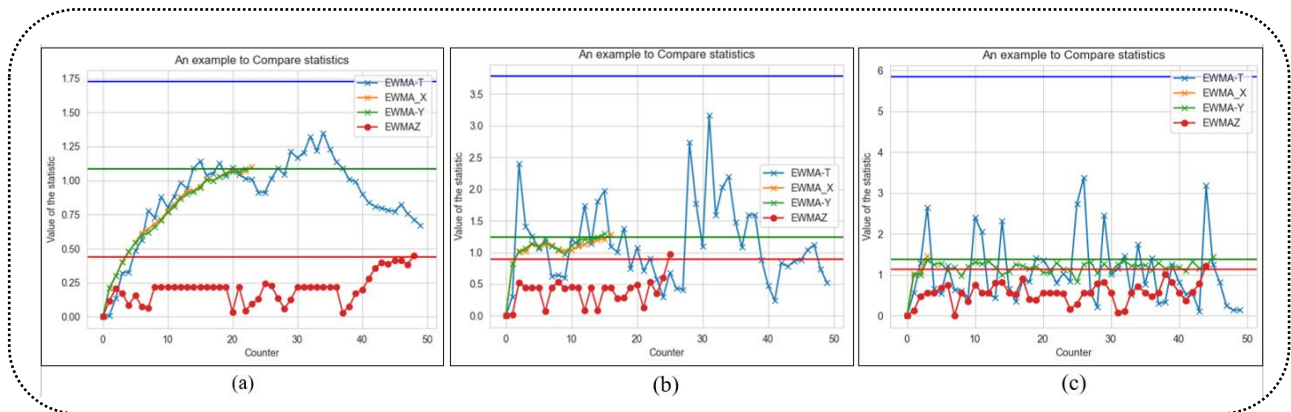 An example to Compare statistics
Value of the statistic
1.75
1.50
1.25
1.00
0.75
0.50
0.25
0.00
EWMA-T
EWMA_X
EWMA-Y
EWMAZ
0 10 20 30 40 50
Counter
(a)
An example to Compare statistics
Value of the statistic
3.5
3.0
2.5
2.0
1.5
1.0
0.5
0.0
EWMA-T
EWMA_X
EWMA-Y
EWMAZ
0 10 20 30 40 50
Counter
(b)
An example to Compare statistics
Value of the statistic
6
5
4
3
2
1
0
EWMA-T
EWMA_X
EWMA-Y
EWMAZ
0 10 20 30 40 50
Counter
(c)